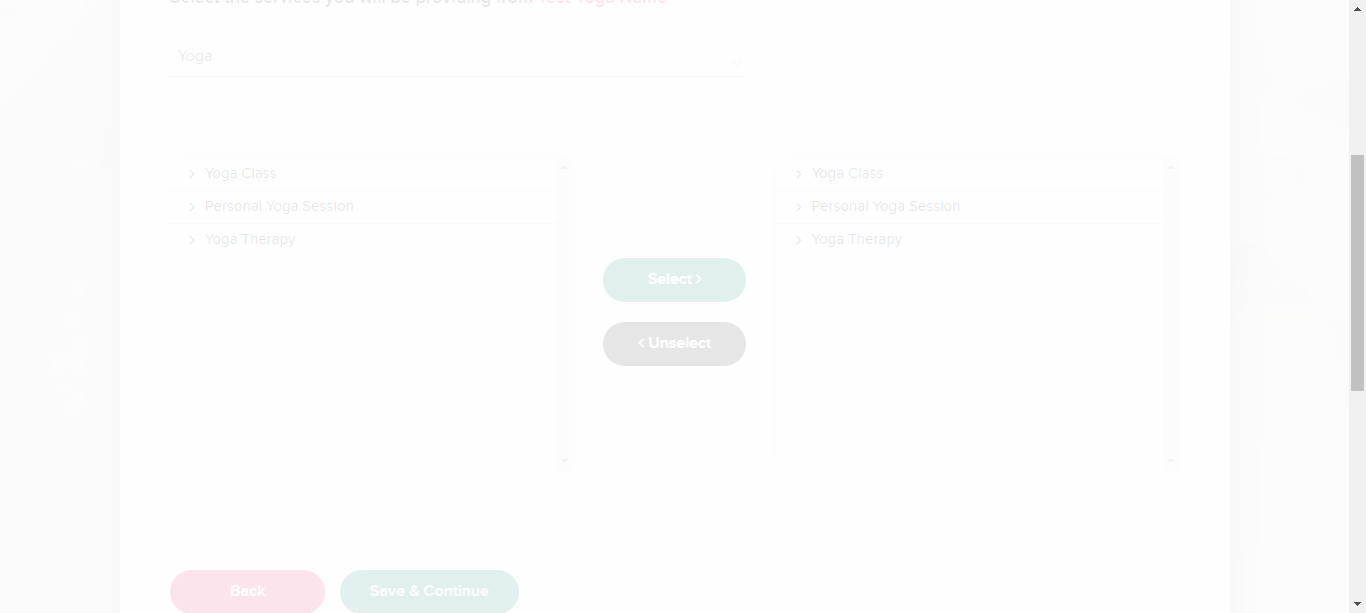 Select the services you will be providing from Test Yoga Name
Yoga
Yoga Class
Personal Yoga Session
Yoga Therapy
Select >
< Unselect
Yoga Class
Personal Yoga Session
Yoga Therapy
Back
Save & Continue